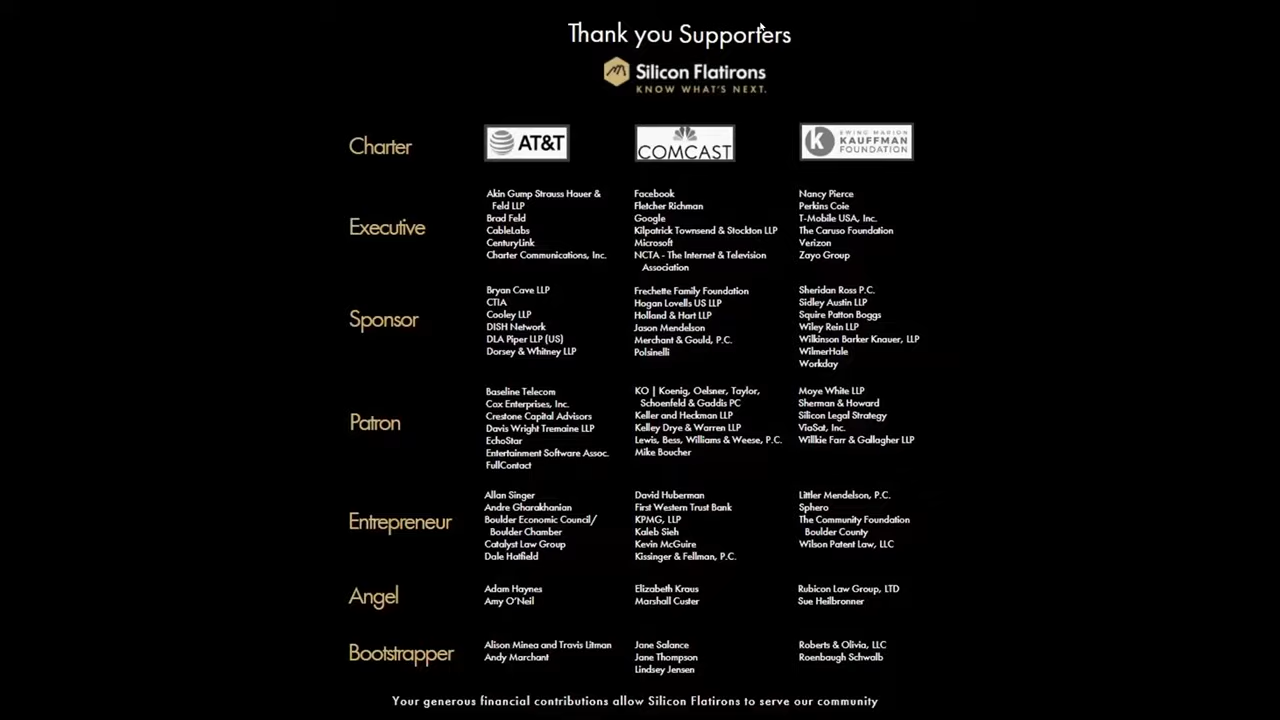 Thank you Supporters
Silicon Flatirons
KNOW WHAT'S NEXT.
Charter
AT&T
COMCAST
EWING MARION
KAUFFMAN
FOUNDATION
Executive
Akin Gump Strauss Hauer &
Feld LLP
Brad Feld
CableLabs
CenturyLink
Charter Communications, Inc.
Facebook
Fletcher Richman
Google
Kilpatrick Townsend & Stockton LLP
Microsoft
NCTA - The Internet & Television
Association
Nancy Pierce
Perkins Coie
T-Mobile USA, Inc.
The Caruso Foundation
Verizon
Zayo Group
Sponsor
Bryan Cave LLP
CTIA
Cooley LLP
DISH Network
DLA Piper LLP (US)
Dorsey & Whitney LLP
Frechette Family Foundation
Hogan Lovells US LLP
Holland & Hart LLP
Jason Mendelson
Merchant & Gould, P.C.
Polsinelli
Sheridan Ross P.C.
Sidley Austin LLP
Squire Patton Boggs
Wiley Rein LLP
Wilkinson Barker Knauer, LLP
WilmerHale
Workday
Patron
Baseline Telecom
Cox Enterprises, Inc.
Crestone Capital Advisors
Davis Wright Tremaine LLP
EchoStar
Entertainment Software Assoc.
FullContact
KO | Koenig, Oelsner, Taylor,
Schoenfeld & Gaddis PC
Keller and Heckman LLP
Kelley Drye & Warren LLP
Lewis, Bess, Williams & Weese, P.C.
Mike Boucher
Moye White LLP
Sherman & Howard
Silicon Legal Strategy
ViaSat, Inc.
Willkie Farr & Gallagher LLP
Entrepreneur
Allan Singer
Andre Gharakhanian
Boulder Economic Council/
Boulder Chamber
Catalyst Law Group
Dale Hatfield
David Huberman
First Western Trust Bank
KPMG, LLP
Kaleb Sieh
Kevin McGuire
Kissinger & Fellman, P.C.
Littler Mendelson, P.C.
Sphero
The Community Foundation
Boulder County
Wilson Patent Law, LLC
Angel
Adam Haynes
Amy O'Neil
Elizabeth Kraus
Marshall Custer
Rubicon Law Group, LTD
Sue Heilbronner
Bootstrapper
Alison Minea and Travis Litman
Andy Marchant
Jane Salance
Jane Thompson
Lindsey Jensen
Roberts & Olivia, LLC
Roenbaugh Schwalb
Your generous financial contributions allow Silicon Flatirons to serve our community